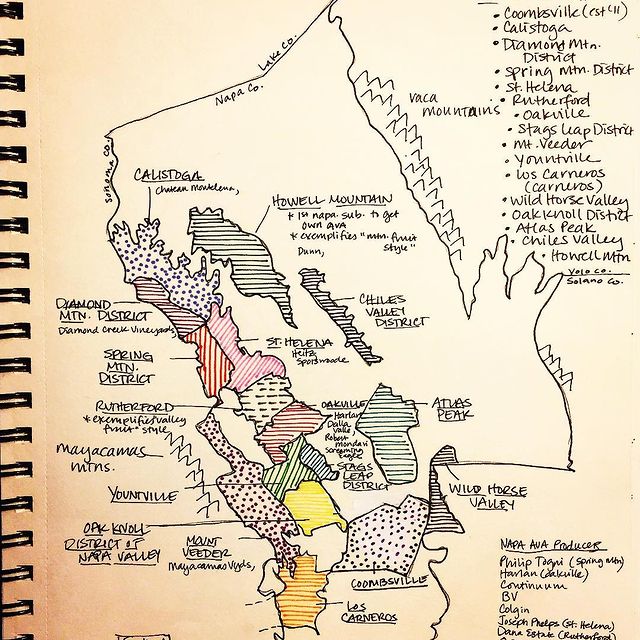 • Coombsville (est '11)
• Calistoga
• Diamond Mtn.
District
• Spring Mtn. District
• St. Helena
• Rutherford
• Oakville
• Stags Leap District
• Mt. Veeder
• Yountville
• Los Carneros
(carneros)
• Wild Horse Valley
• Oak Knoll District
• Atlas Peak
• Chiles Valley
• Howell Mtn
Lake Co.
Napa Co.
Sonoma Co.
Vaca
Mountains
Yolo Co.
Solano Co.
CALISTOGA
Chateau Montelena,
HOWELL MOUNTAIN
* 1st napa. sub. to get
own ava
* exemplifies "mtn. fruit
style"
Dunn,
CHILES
VALLEY
DISTRICT
DIAMOND
MTN. DISTRICT
Diamond Creek Vineyards
ST. HELENA
Heitz
Spottswoode
SPRING
MTN.
DISTRICT
RUTHERFORD
* exemplifies "valley
fruit" style
OAKVILLE
Harlan
Dalla
Valle,
Robert
Mondavi
Screaming
Eagle
ATLAS
PEAK
Mayacamas
Mtns.
STAGS
LEAP
DISTRICT
WILD HORSE
VALLEY
YOUNTVILLE
OAK KNOLL
DISTRICT OF
NAPA VALLEY
MOUNT
VEEDER
Mayacamas Vyds,
COOMBSVILLE
LOS
CARNEROS
NAPA AVA Producer
Philip Togni (Spring Mtn)
Harlan (Oakville)
Continuum
BV
Colgin
Joseph Phelps (St. Helena)
Dana Estate (Rutherford)